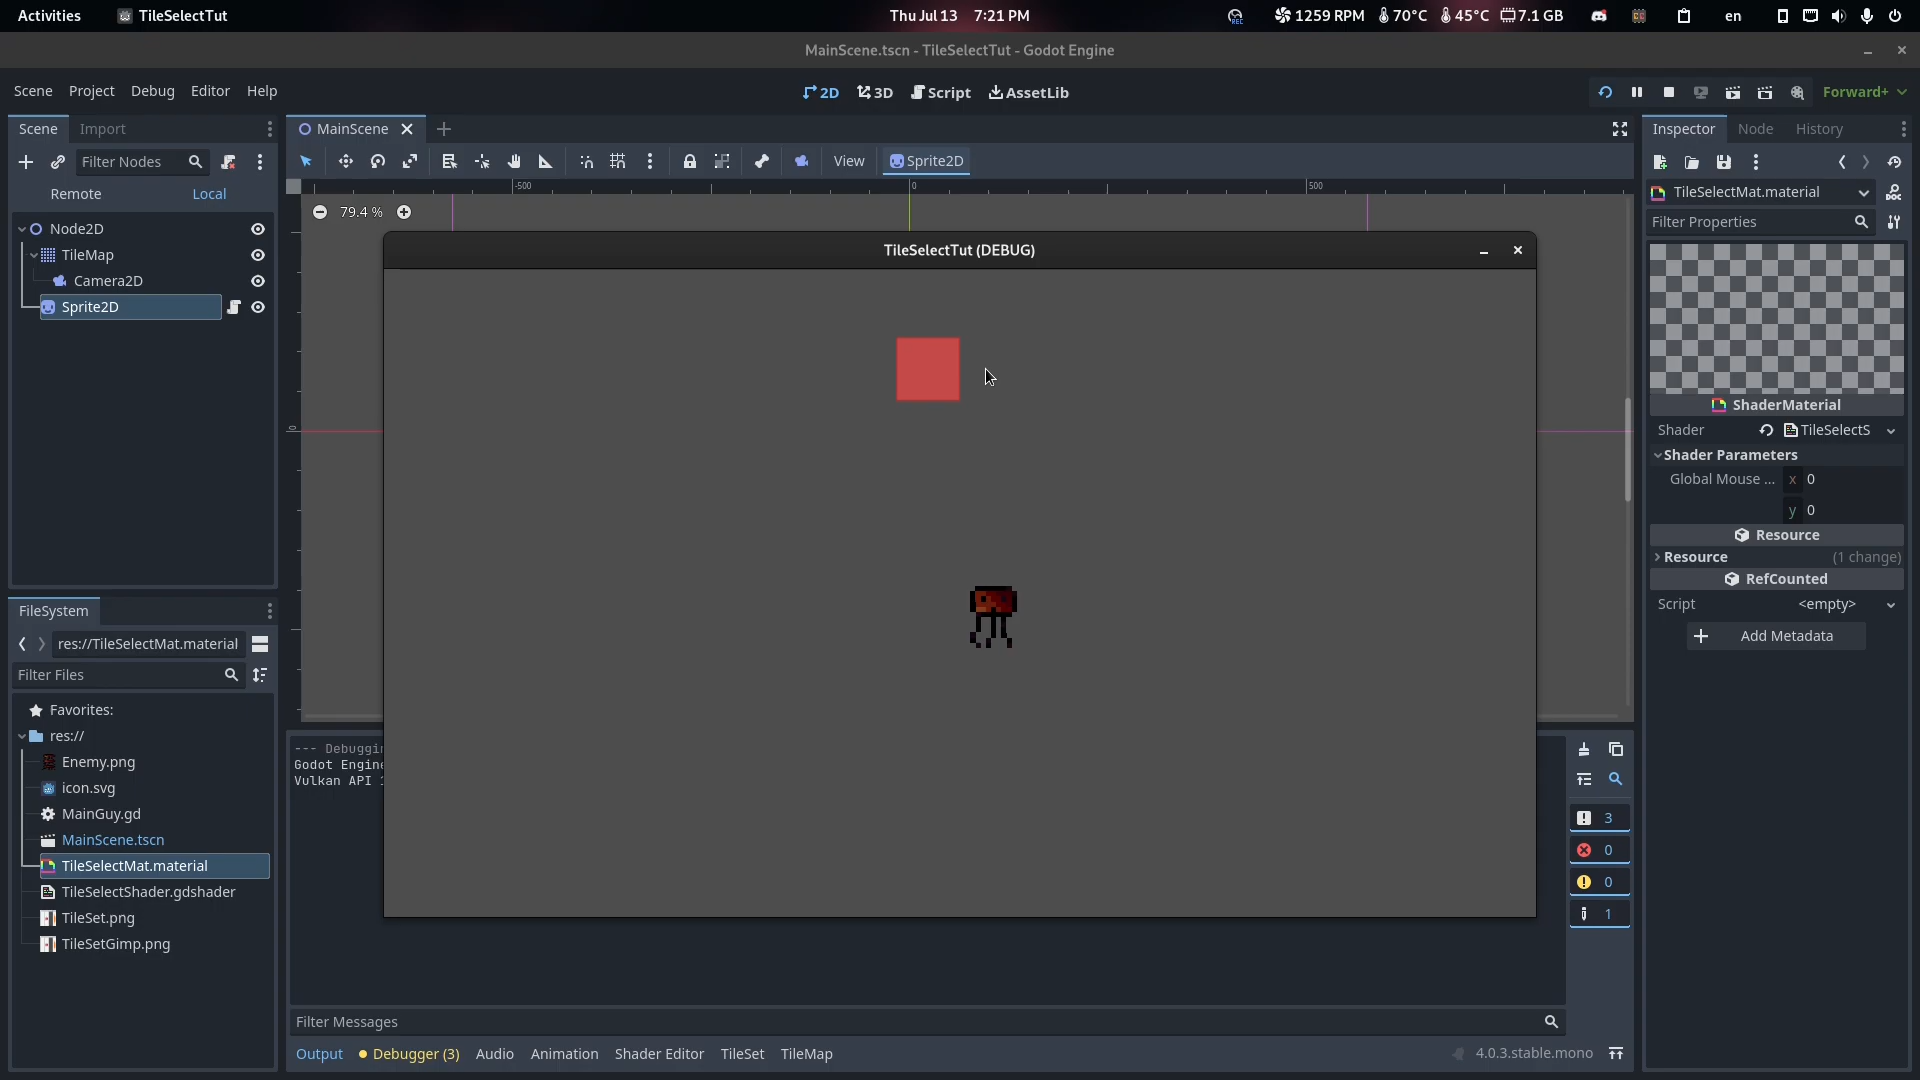 Activities TileSelectTut Thu Jul 13 7:21 PM REC 1259 RPM 70°C 45°C 7.1 GB en
MainScene.tscn - TileSelectTut - Godot Engine
Scene Project Debug Editor Help 2D 3D Script AssetLib Forward+
Scene Import MainScene Inspector Node History
Filter Nodes View Sprite2D
Remote Local
-500 0 500
TileSelectMat.material
79.4 %
Filter Properties
Node2D
TileMap
Camera2D
Sprite2D
TileSelectTut (DEBUG)
ShaderMaterial
Shader TileSelectS
Shader Parameters
Global Mouse ... x 0
y 0
Resource
Resource (1 change)
RefCounted
Script <empty>
Add Metadata
0
FileSystem
res://TileSelectMat.material
Filter Files
Favorites:
res://
Enemy.png
icon.svg
MainGuy.gd
MainScene.tscn
TileSelectMat.material
TileSelectShader.gdshader
TileSet.png
TileSetGimp.png
--- Debuggin
Godot Engine
Vulkan API
3
0
0
1
Filter Messages
Output Debugger (3) Audio Animation Shader Editor TileSet TileMap 4.0.3.stable.mono